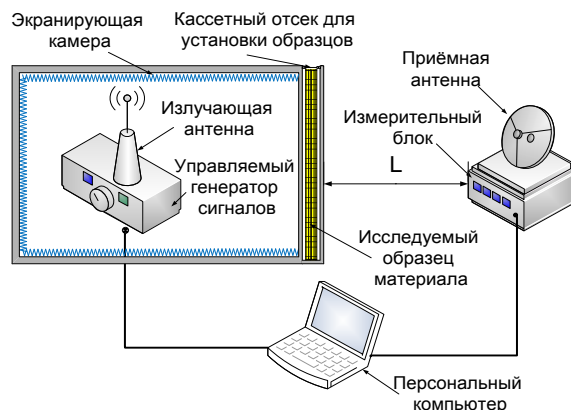 Экранирующая
камера
Кассетный отсек для
установки образцов
Приёмная
антенна
Излучающая
антенна
Измерительный
блок
Управляемый
генератор
сигналов
L
Исследуемый
образец
материала
Персональный
компьютер